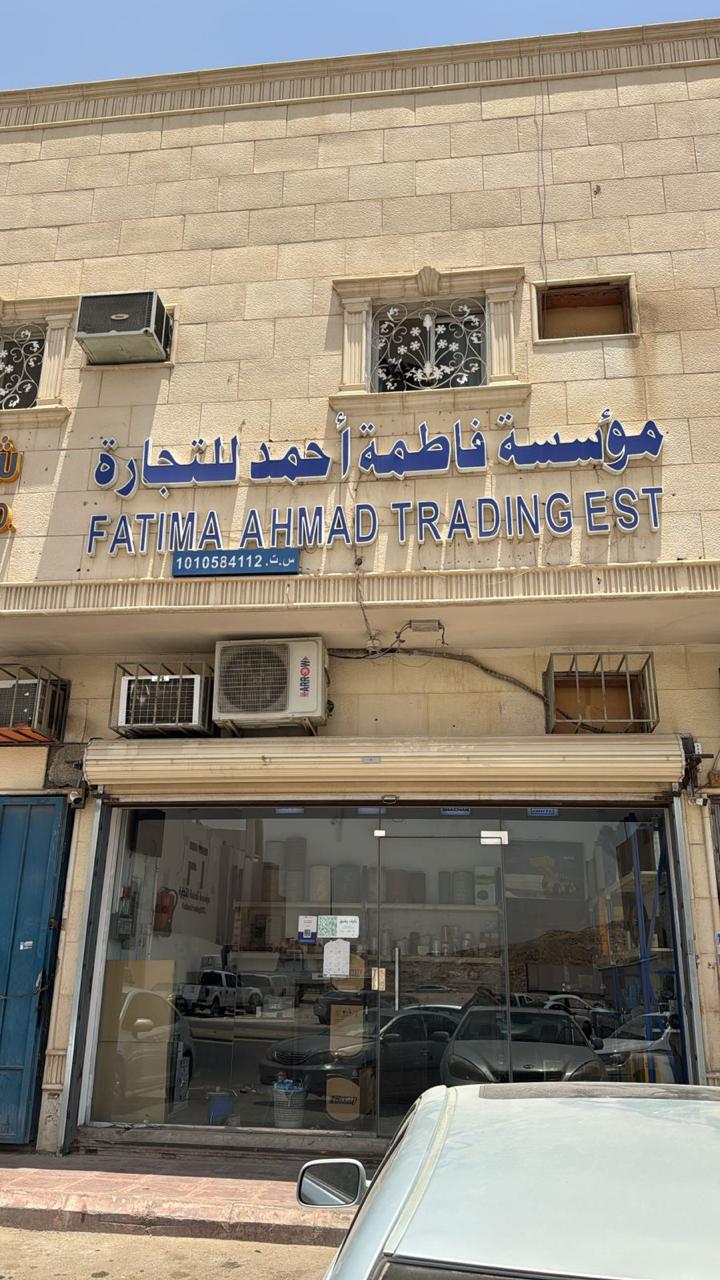 مؤسسة فاطمة أحمد للتجارة
FATIMA AHMAD TRADING EST
س.ت. 1010584112
ARROW